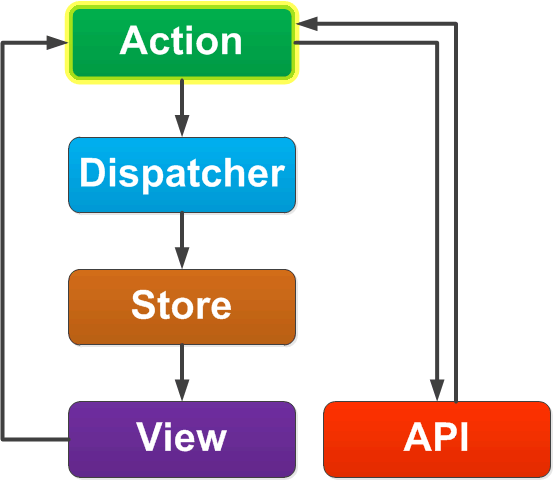 Action
Dispatcher
Store
View
API